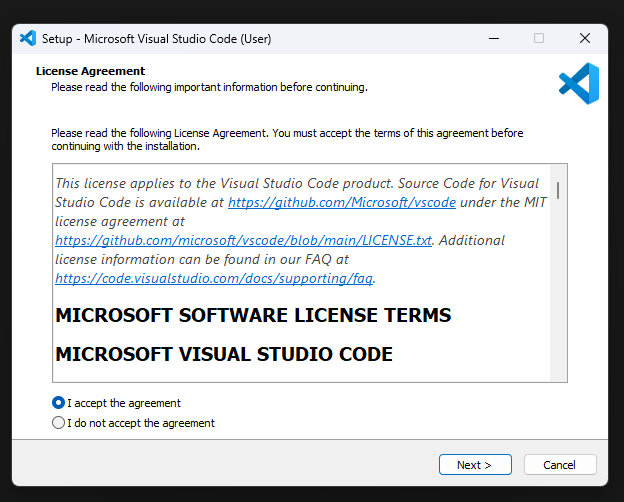 Setup - Microsoft Visual Studio Code (User)
License Agreement
Please read the following important information before continuing.
Please read the following License Agreement. You must accept the terms of this agreement before
continuing with the installation.
This license applies to the Visual Studio Code product. Source Code for Visual
Studio Code is available at https://github.com/Microsoft/vscode under the MIT
license agreement at
https://github.com/microsoft/vscode/blob/main/LICENSE.txt. Additional
license information can be found in our FAQ at
https://code.visualstudio.com/docs/supporting/faq.
MICROSOFT SOFTWARE LICENSE TERMS
MICROSOFT VISUAL STUDIO CODE
I accept the agreement
I do not accept the agreement
Next >
Cancel